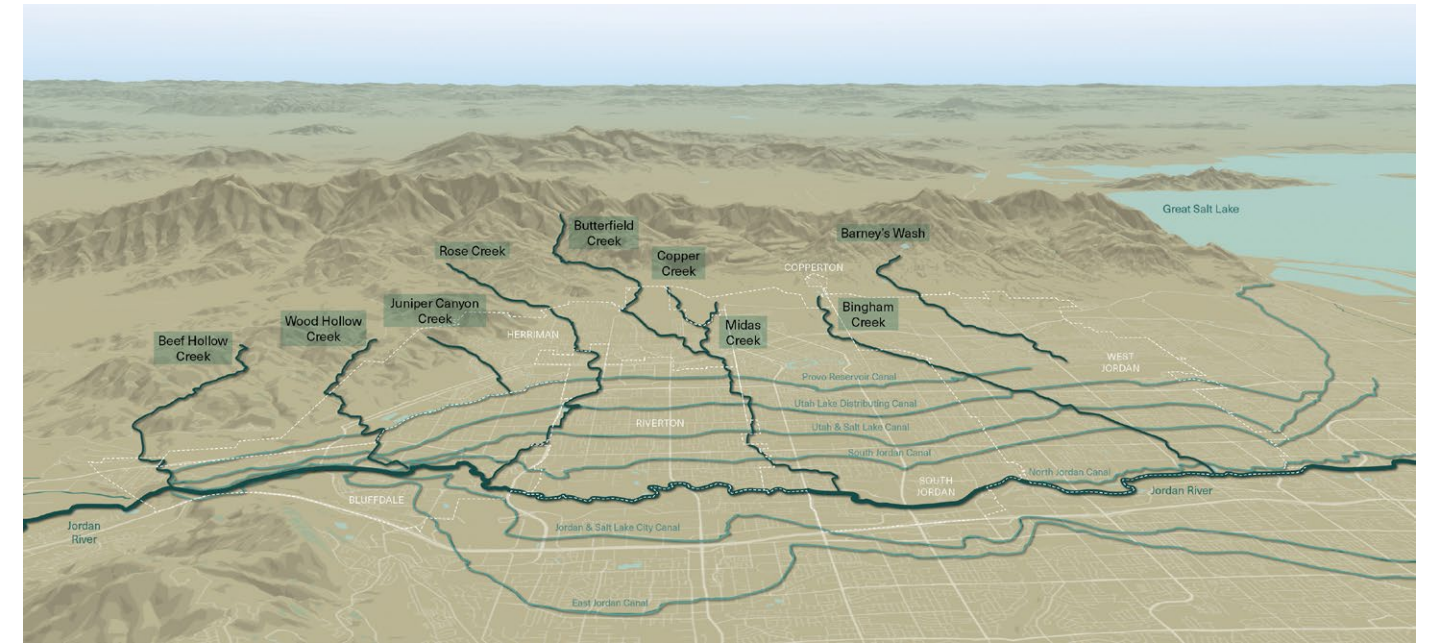 Great Salt Lake
Butterfield
Creek
Barney's Wash
Rose Creek
Copper
Creek
COPPERTON
Juniper Canyon
Creek
Bingham
Creek
Wood Hollow
Creek
Midas
Creek
HERRIMAN
Beef Hollow
Creek
WEST
JORDAN
Provo Reservoir Canal
Utah Lake Distributing Canal
RIVERTON
Utah & Salt Lake Canal
South Jordan Canal
North Jordan Canal
SOUTH
JORDAN
Jordan River
BLUFFDALE
Jordan
River
Jordan & Salt Lake City Canal
East Jordan Canal